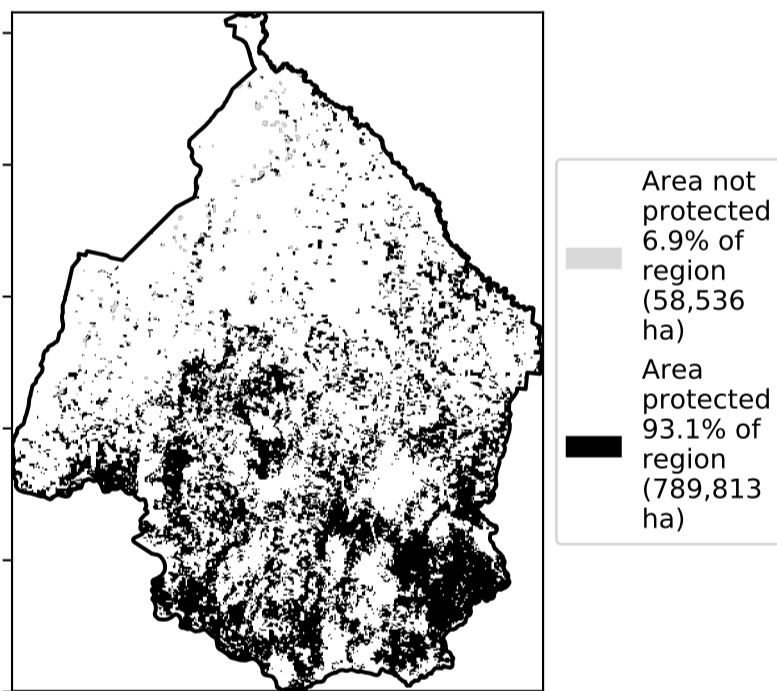 Area not
protected
6.9% of
region
(58,536
ha)
Area
protected
93.1% of
region
(789,813
ha)